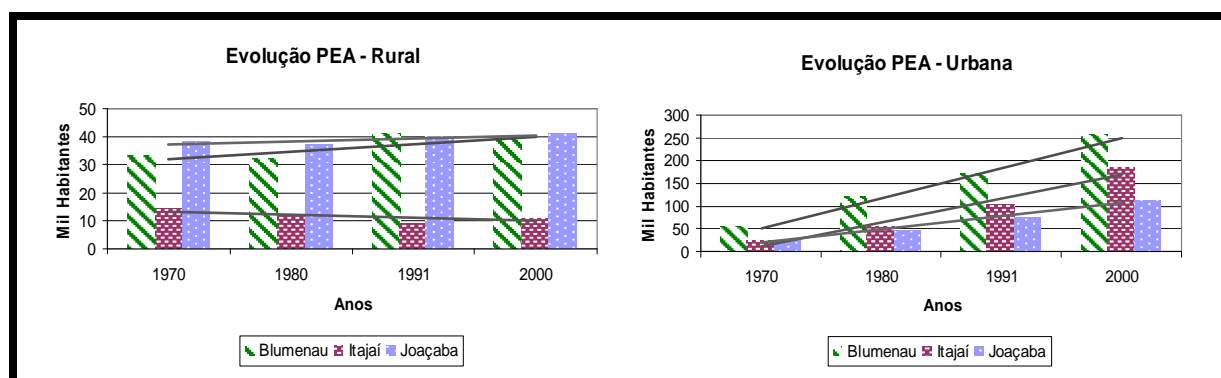 Evolução PEA - Rural
Mil Habitantes
50
40
30
20
10
0
1970 1980 1991 2000
Anos
Blumenau Itajaí Joaçaba
Evolução PEA - Urbana
Mil Habitantes
300
250
200
150
100
50
0
1970 1980 1991 2000
Anos
Blumenau Itajaí Joaçaba